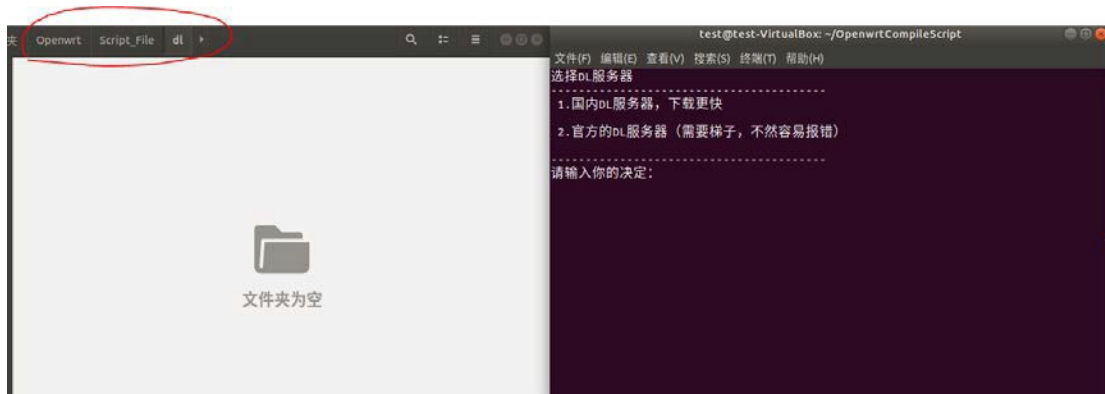 夹 Openwrt Script_File dl
文件夹为空
test@test-VirtualBox: ~/OpenwrtCompileScript
文件(F) 编辑(E) 查看(V) 搜索(S) 终端(T) 帮助(H)
选择DL服务器
----------------------------------------
1.国内DL服务器，下载更快
2.官方的DL服务器（需要梯子，不然容易报错）
----------------------------------------
请输入你的决定：